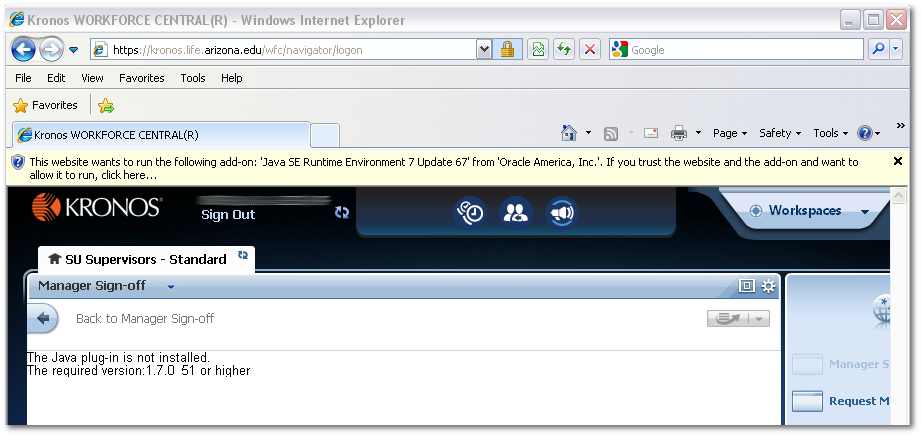 Kronos WORKFORCE CENTRAL(R) - Windows Internet Explorer
https://kronos.life.arizona.edu/wfc/navigator/logon
Google
File Edit View Favorites Tools Help
Favorites
Kronos WORKFORCE CENTRAL(R)
Page Safety Tools »
This website wants to run the following add-on: 'Java SE Runtime Environment 7 Update 67' from 'Oracle America, Inc.'. If you trust the website and the add-on and want to
allow it to run, click here...
KRONOS®
Sign Out
Workspaces
SU Supervisors - Standard
Manager Sign-off
Back to Manager Sign-off
The Java plug-in is not installed.
The required version:1.7.0_51 or higher
Manager S
Request M